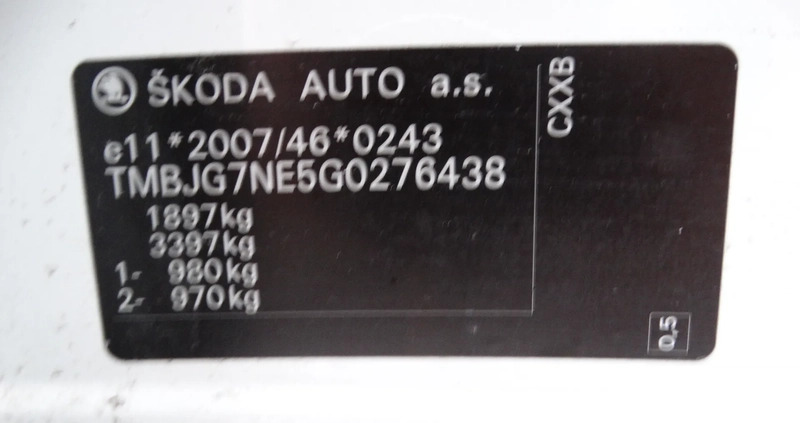 ŠKODA AUTO a.s.
e11*2007/46*0243
TMBJG7NE5G0276438
1897kg
3397kg
1- 980kg
2- 970kg
CXXB
0,5